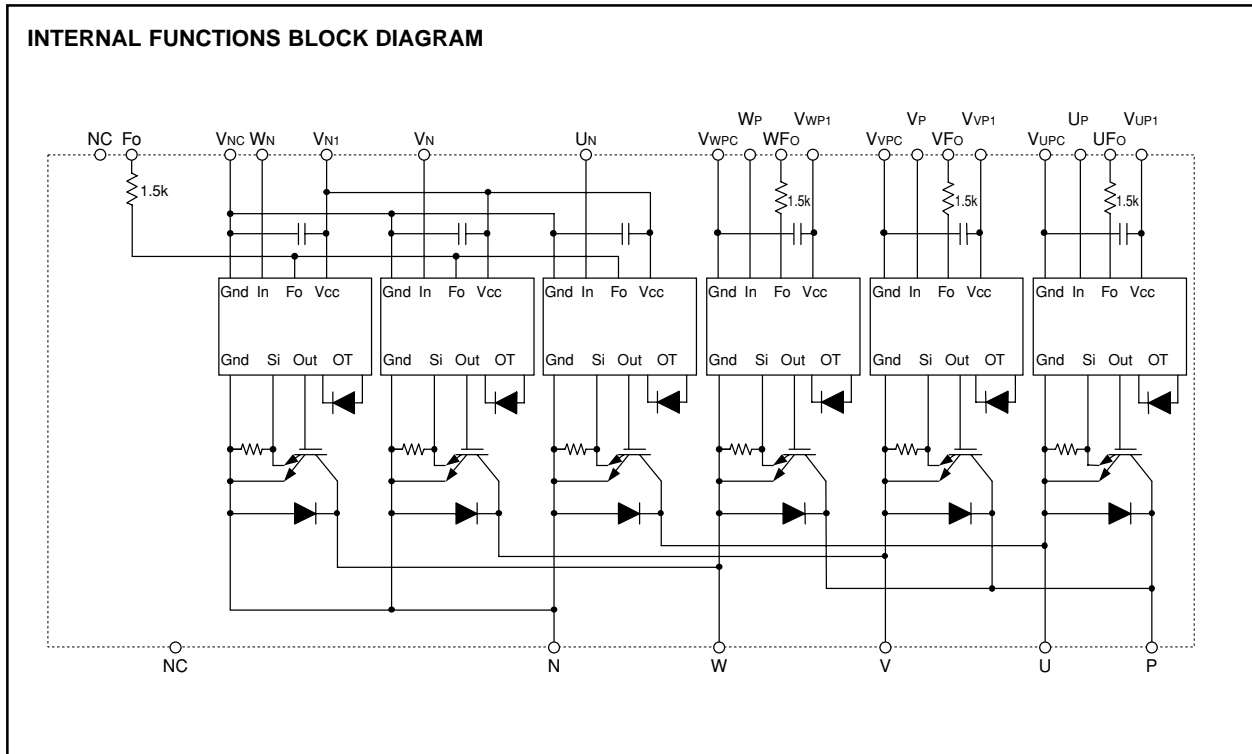 INTERNAL FUNCTIONS BLOCK DIAGRAM
WP VWP1 VP VVP1 UP VUP1
NC FO VNC WN VN1 VN UN VWPC WFO VVPC VFO VUPC UFO
1.5k 1.5k 1.5k 1.5k
Gnd In Fo Vcc Gnd In Fo Vcc Gnd In Fo Vcc Gnd In Fo Vcc Gnd In Fo Vcc Gnd In Fo Vcc
Gnd Si Out OT Gnd Si Out OT Gnd Si Out OT Gnd Si Out OT Gnd Si Out OT Gnd Si Out OT
NC N W V U P